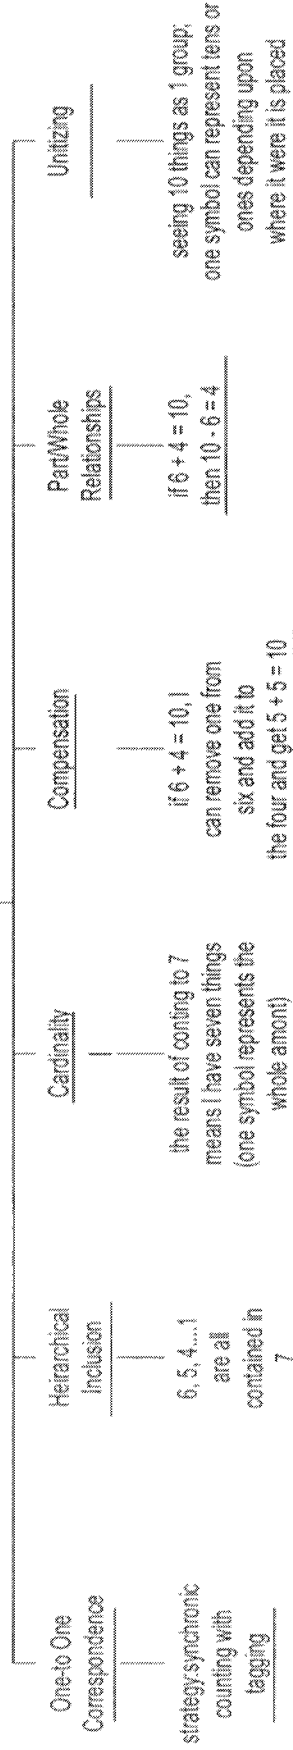 One-to One
Correspondence
strategy:synchronic
counting with
tagging
Heirarchical
Inclusion
6, 5, 4....1
are all
contained in
7
Cardinality
the result of conting to 7
means I have seven things
(one symbol represents the
whole amont)
Compensation
if 6 + 4 = 10, I
can remove one from
six and add it to
the four and get 5 + 5 = 10
Part/Whole
Relationships
if 6 + 4 = 10,
then 10 - 6 = 4
Unitizing
seeing 10 things as 1 group;
one symbol can represent tens or
ones depending upon
where it were it is placed